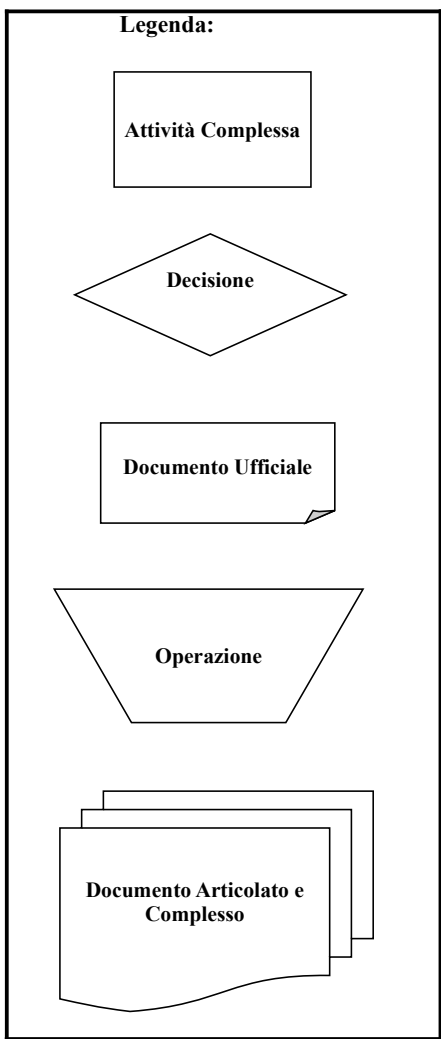 Legenda:
Attività Complessa
Decisione
Documento Ufficiale
Operazione
Documento Articolato e
Complesso